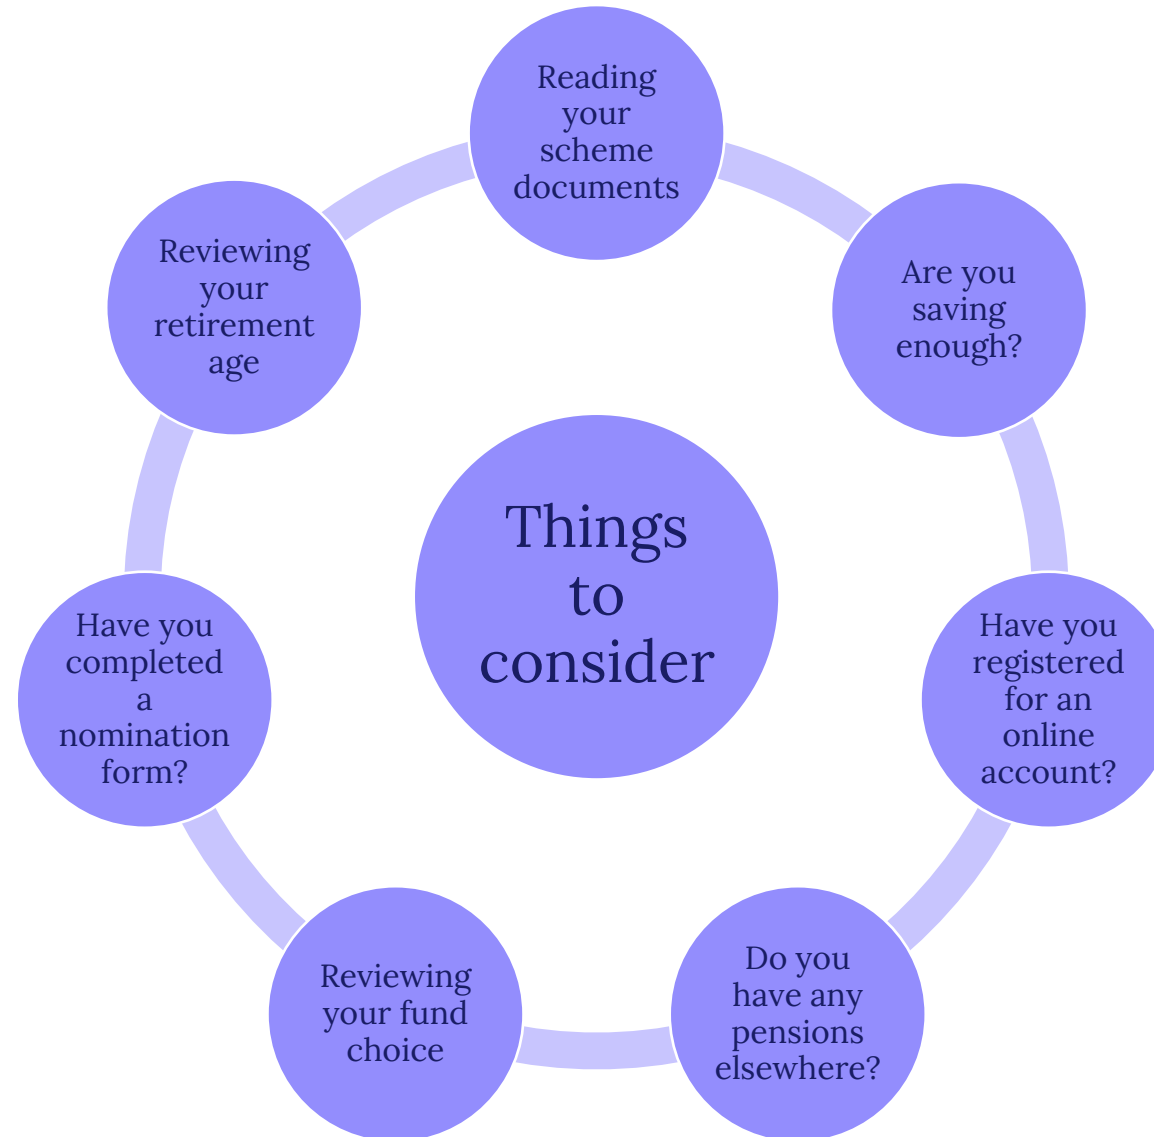 Reading
your
scheme
documents
Are you
saving
enough?
Have you
registered
for an
online
account?
Do you
have any
pensions
elsewhere?
Reviewing
your fund
choice
Have you
completed
a
nomination
form?
Reviewing
your
retirement
age
Things
to
consider